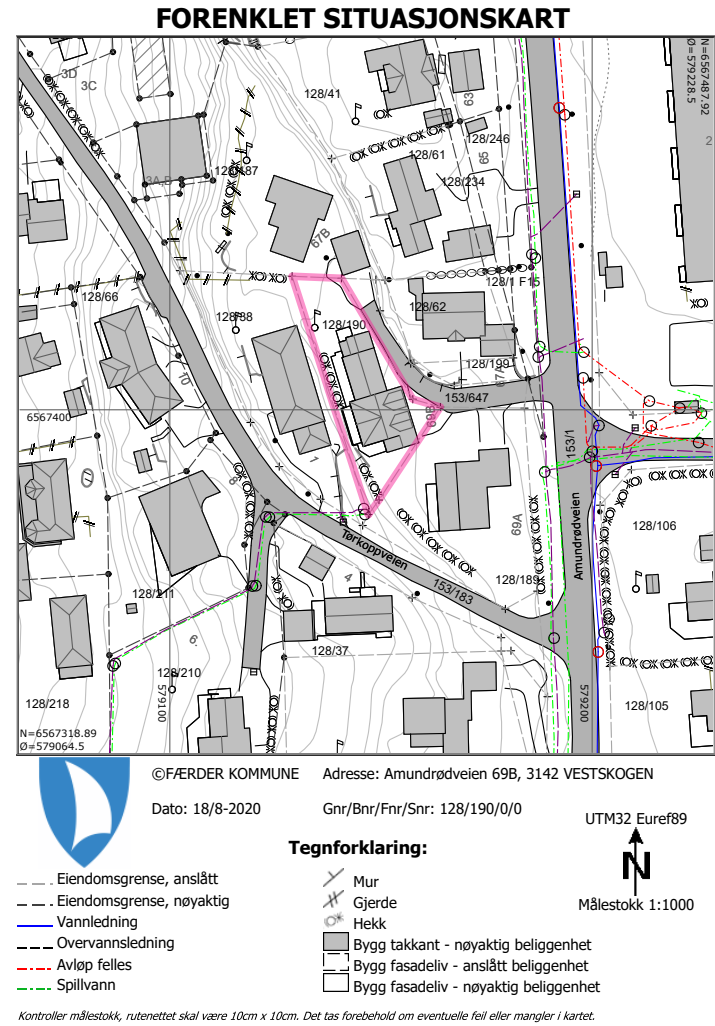 FORENKLET SITUASJONSKART
N=6567487.92
Ø=579228.5
3D
3C
128/41
63
128/246
128/61
65
128/187
3A,B
128/234
67B
128/1 F15
128/66
128/62
128/88
128/190
128/199
67A
10
153/647
6567400
69B
153/1
1
8
69A
128/106
Amundrødveien
Tørkoppveien
4
128/189
153/183
128/211
6
128/37
128/210
579100
579200
128/218
128/105
N=6567318.89
Ø=579064.5
©FÆRDER KOMMUNE Adresse: Amundrødveien 69B, 3142 VESTSKOGEN
Dato: 18/8-2020 Gnr/Bnr/Fnr/Snr: 128/190/0/0
UTM32 Euref89
N
Målestokk 1:1000
Tegnforklaring:
Eiendomsgrense, anslått
Eiendomsgrense, nøyaktig
Vannledning
Overvannsledning
Avløp felles
Spillvann
Mur
Gjerde
Hekk
Bygg takkant - nøyaktig beliggenhet
Bygg fasadeliv - anslått beliggenhet
Bygg fasadeliv - nøyaktig beliggenhet
Kontroller målestokk, rutenettet skal være 10cm x 10cm. Det tas forebehold om eventuelle feil eller mangler i kartet.